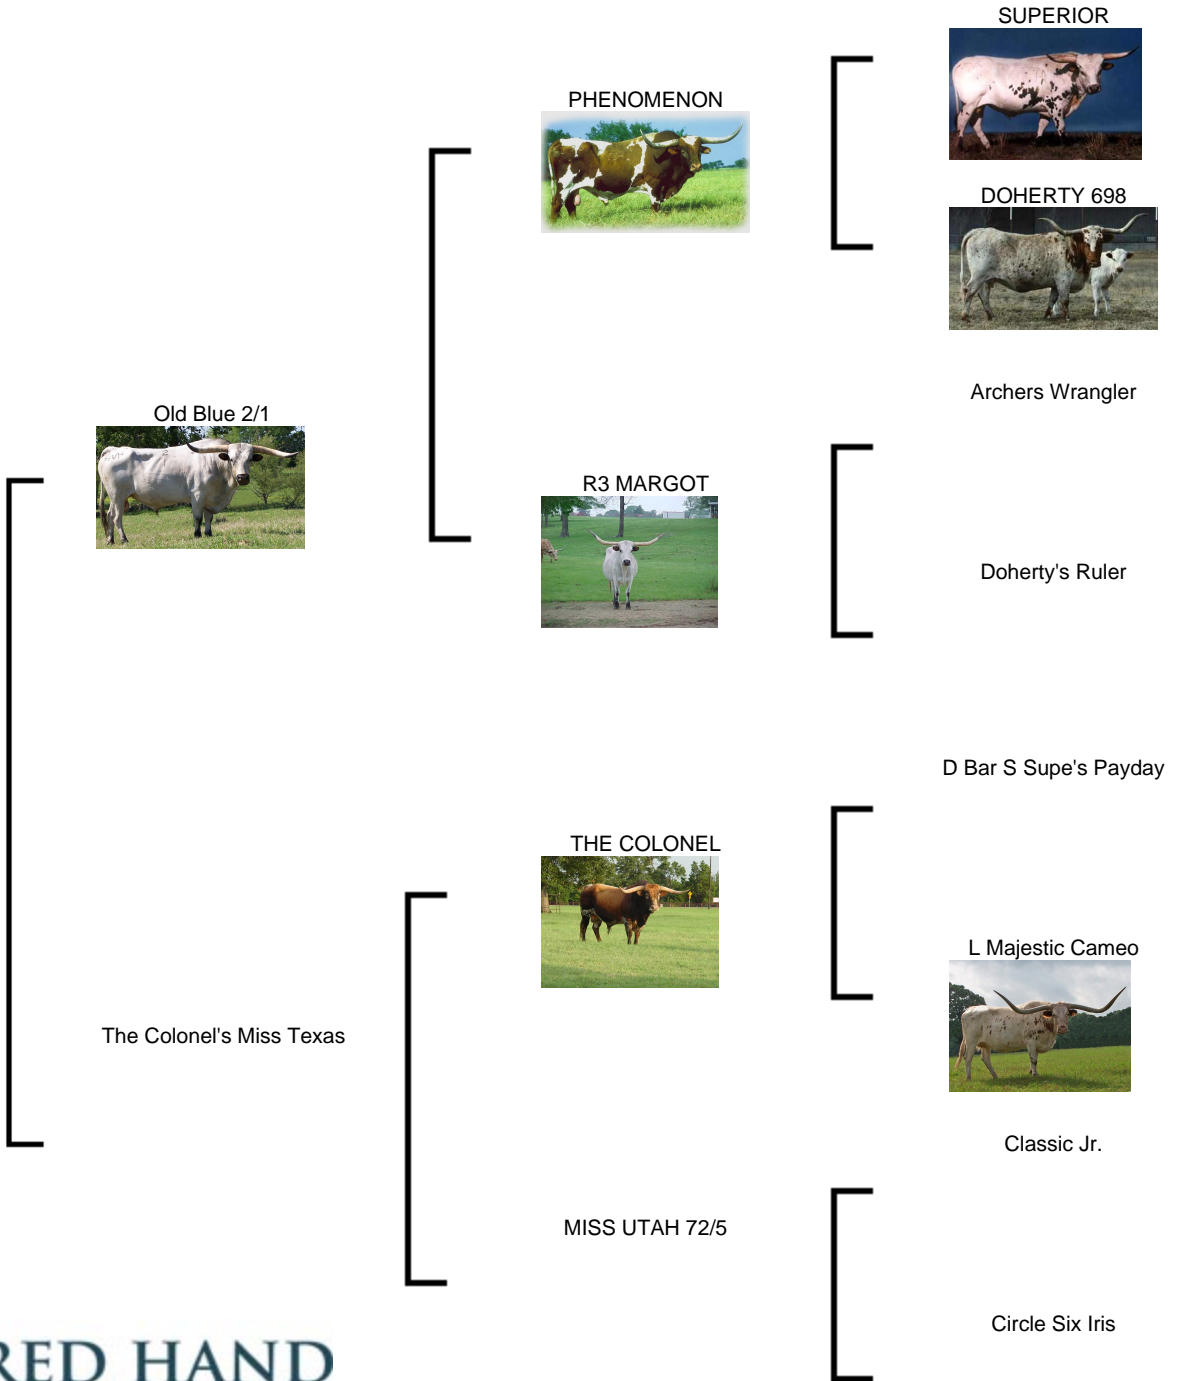 SUPERIOR
PHENOMENON
DOHERTY 698
Archers Wrangler
Old Blue 2/1
R3 MARGOT
Doherty's Ruler
D Bar S Supe's Payday
THE COLONEL
L Majestic Cameo
The Colonel's Miss Texas
Classic Jr.
MISS UTAH 72/5
Circle Six Iris
RED HAND